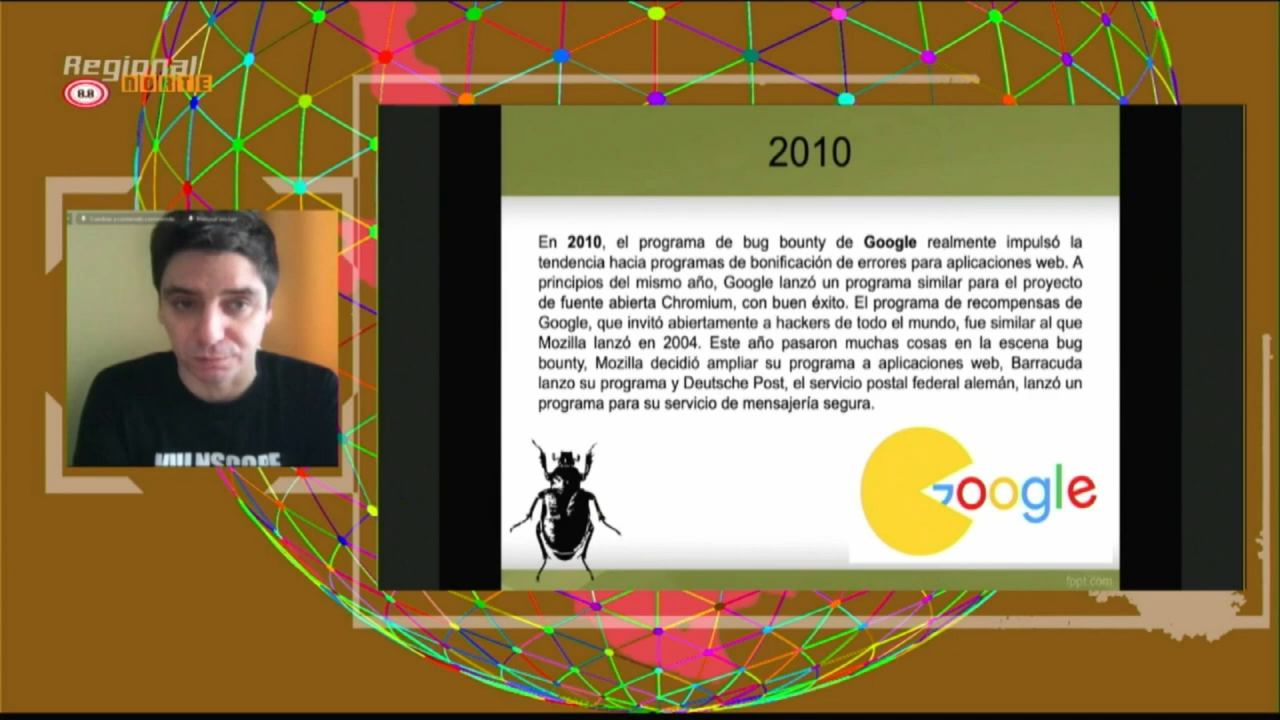 Regional
NORTE
8.8
2010
En 2010, el programa de bug bounty de Google realmente impulsó la
tendencia hacia programas de bonificación de errores para aplicaciones web. A
principios del mismo año, Google lanzó un programa similar para el proyecto
de fuente abierta Chromium, con buen éxito. El programa de recompensas de
Google, que invitó abiertamente a hackers de todo el mundo, fue similar al que
Mozilla lanzó en 2004. Este año pasaron muchas cosas en la escena bug
bounty, Mozilla decidió ampliar su programa a aplicaciones web, Barracuda
lanzo su programa y Deutsche Post, el servicio postal federal alemán, lanzó un
programa para su servicio de mensajería segura.
Google
fppt.com